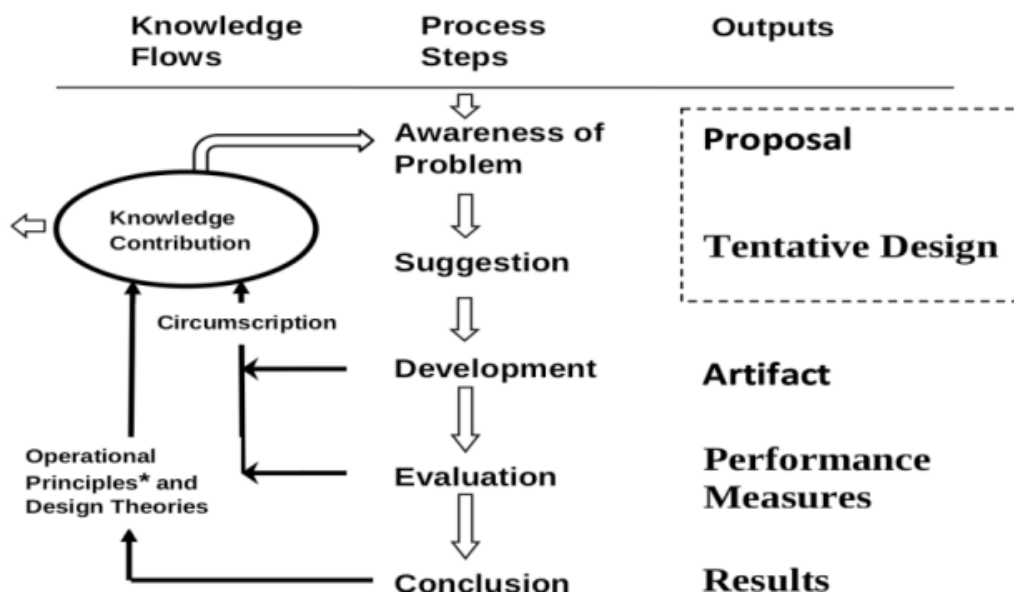 Knowledge
Flows
Process
Steps
Outputs
Awareness of
Problem
Proposal
Knowledge
Contribution
Suggestion
Tentative Design
Circumscription
Development
Artifact
Operational
Principles* and
Design Theories
Evaluation
Performance
Measures
Conclusion
Results